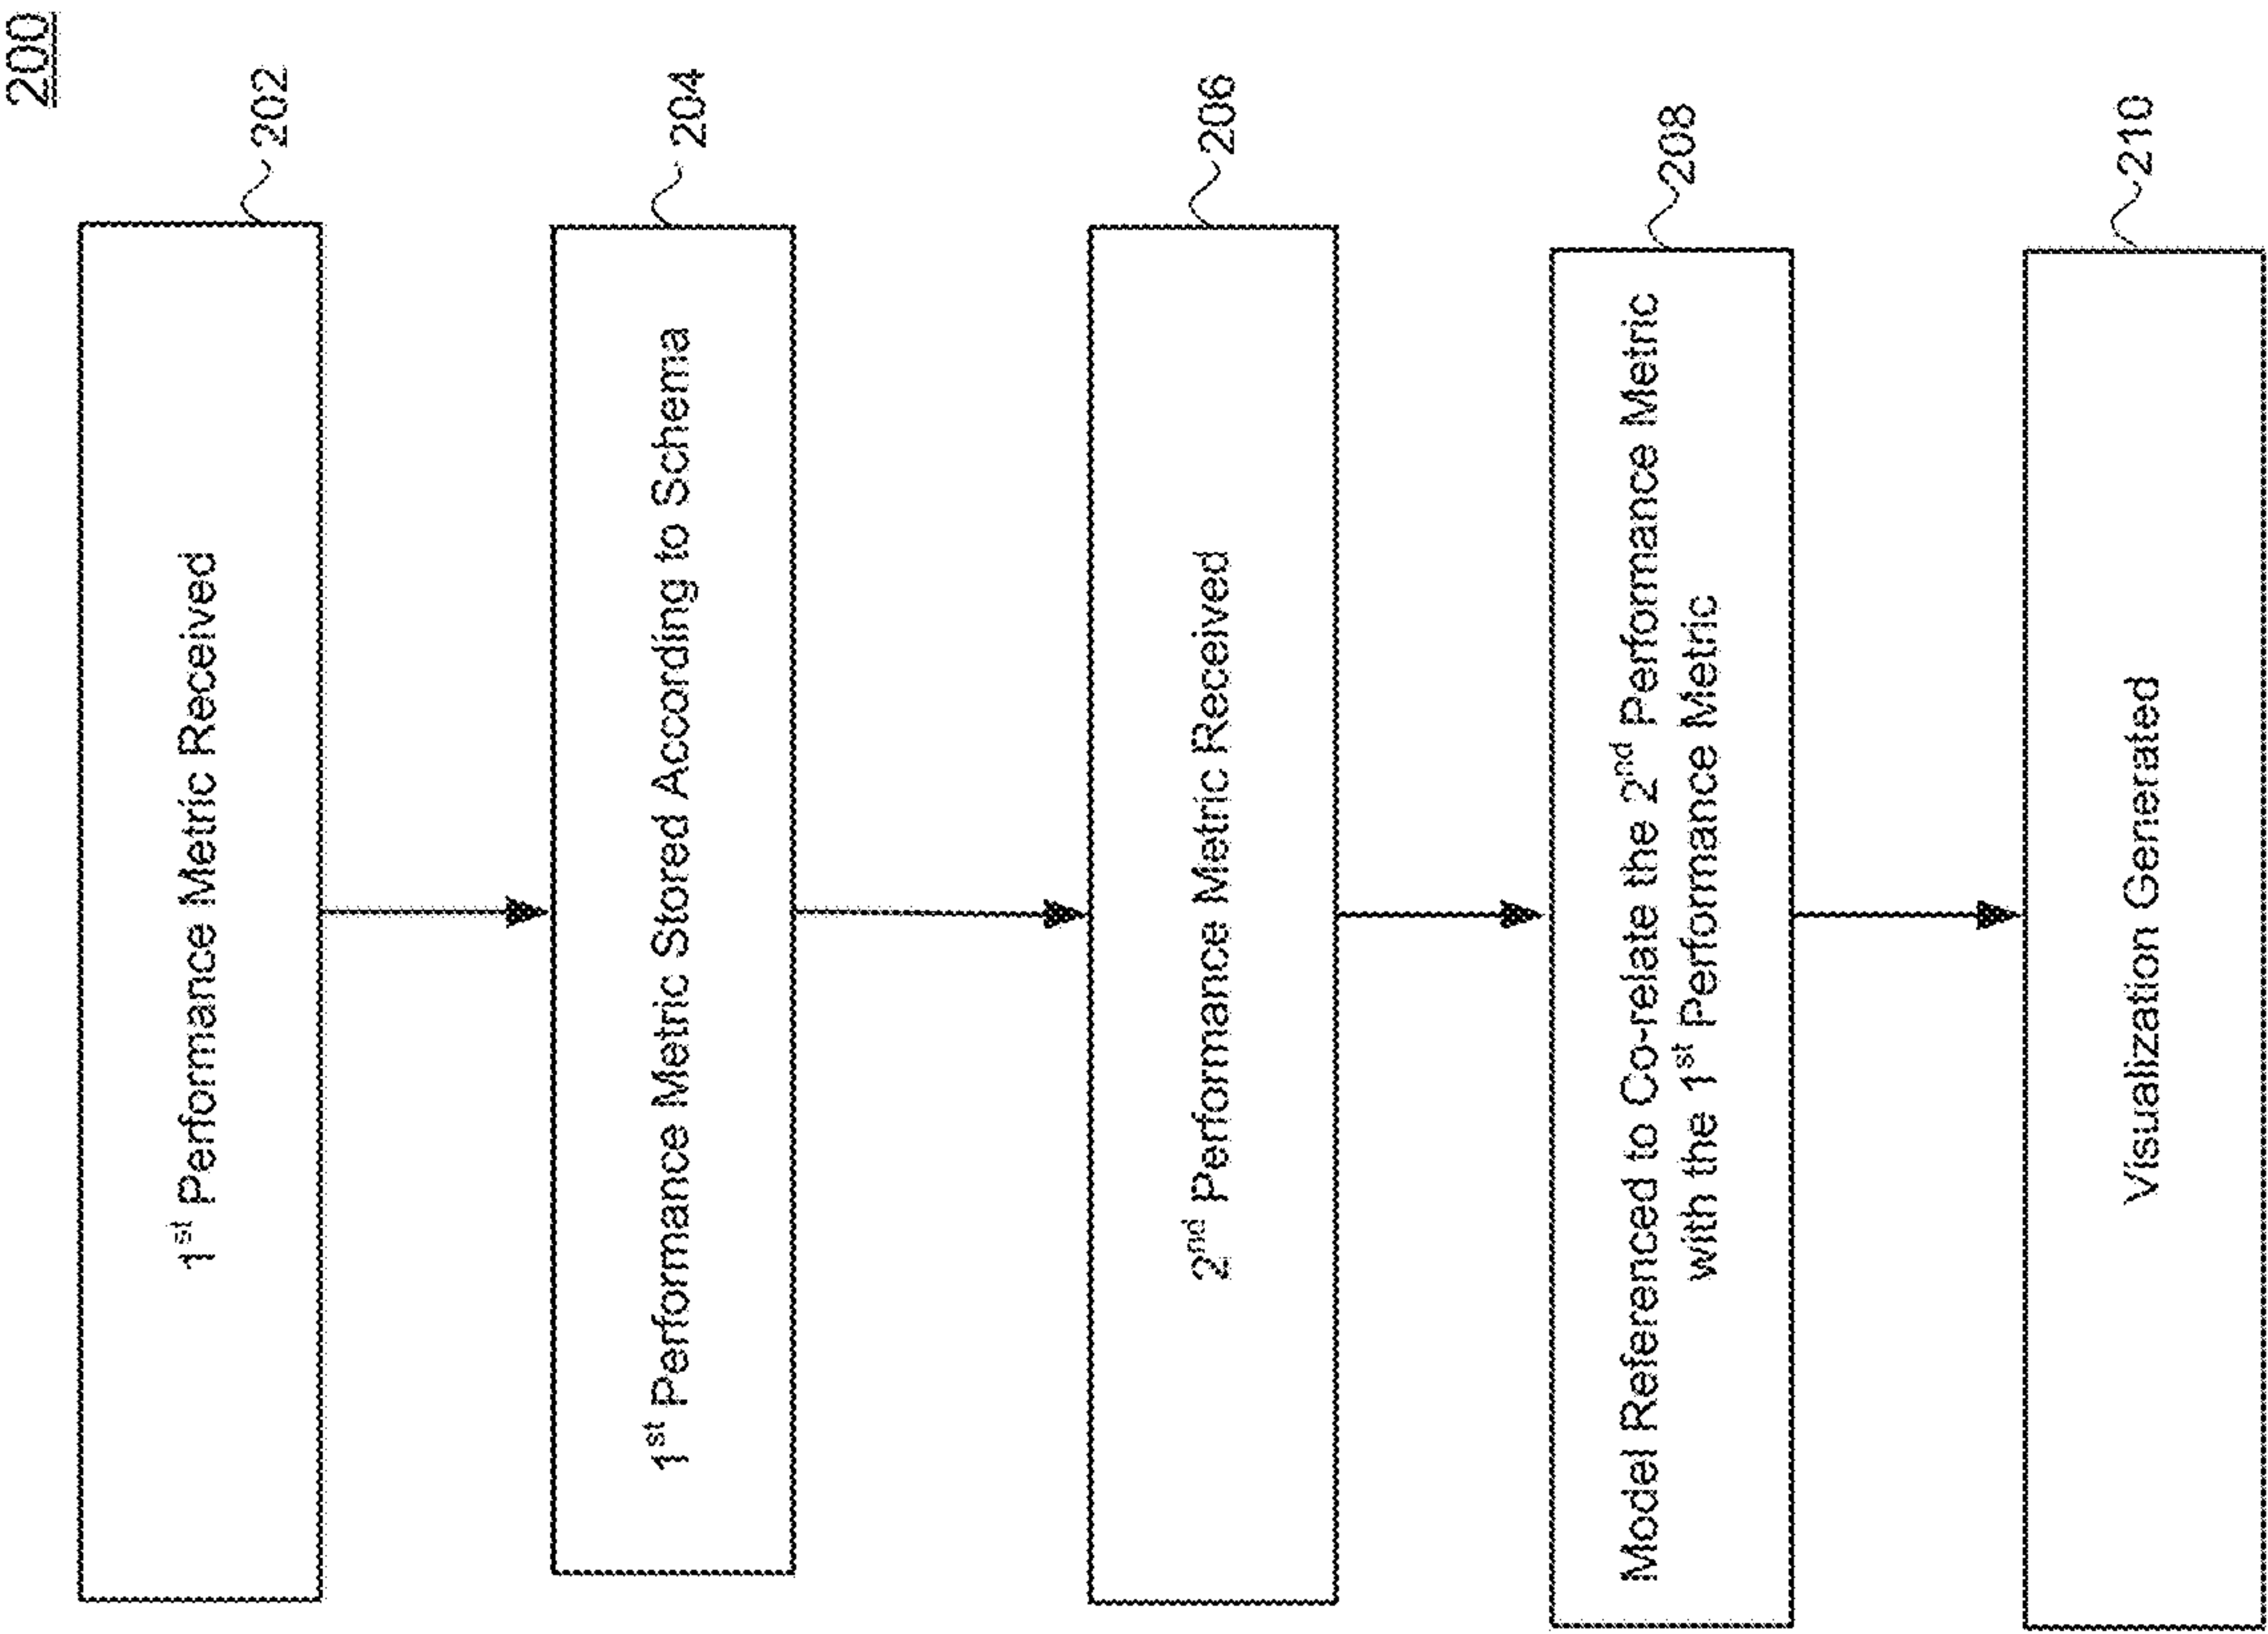 200
1st Performance Metric Received
202
1st Performance Metric Stored According to Schema
204
2nd Performance Metric Received
206
Model Referenced to Co-relate the 2nd Performance Metric
with the 1st Performance Metric
208
Visualization Generated
210